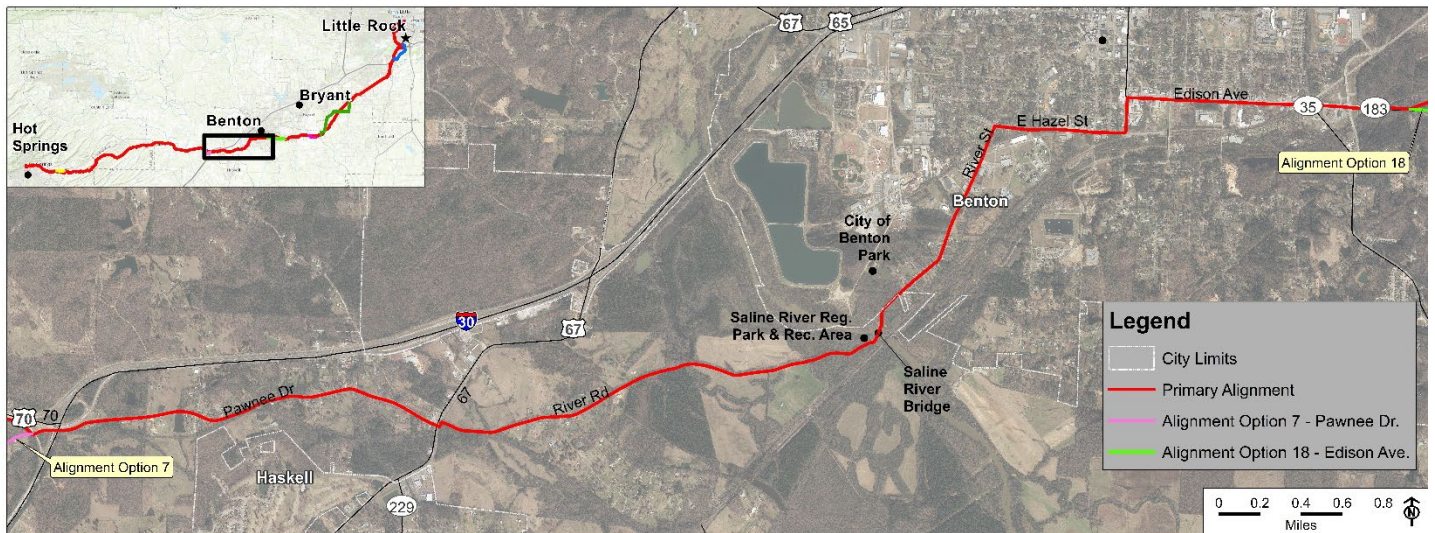 Little Rock
Bryant
Benton
Hot
Springs
67
65
Edison Ave
35
183
E Hazel St
River St
Alignment Option 18
Benton
City of
Benton
Park
30
67
Saline River Reg.
Park & Rec. Area
Saline
River
Bridge
70
70
Pawnee Dr
67
River Rd
Alignment Option 7
Haskell
229
Legend
City Limits
Primary Alignment
Alignment Option 7 - Pawnee Dr.
Alignment Option 18 - Edison Ave.
0 0.2 0.4 0.6 0.8
Miles
N